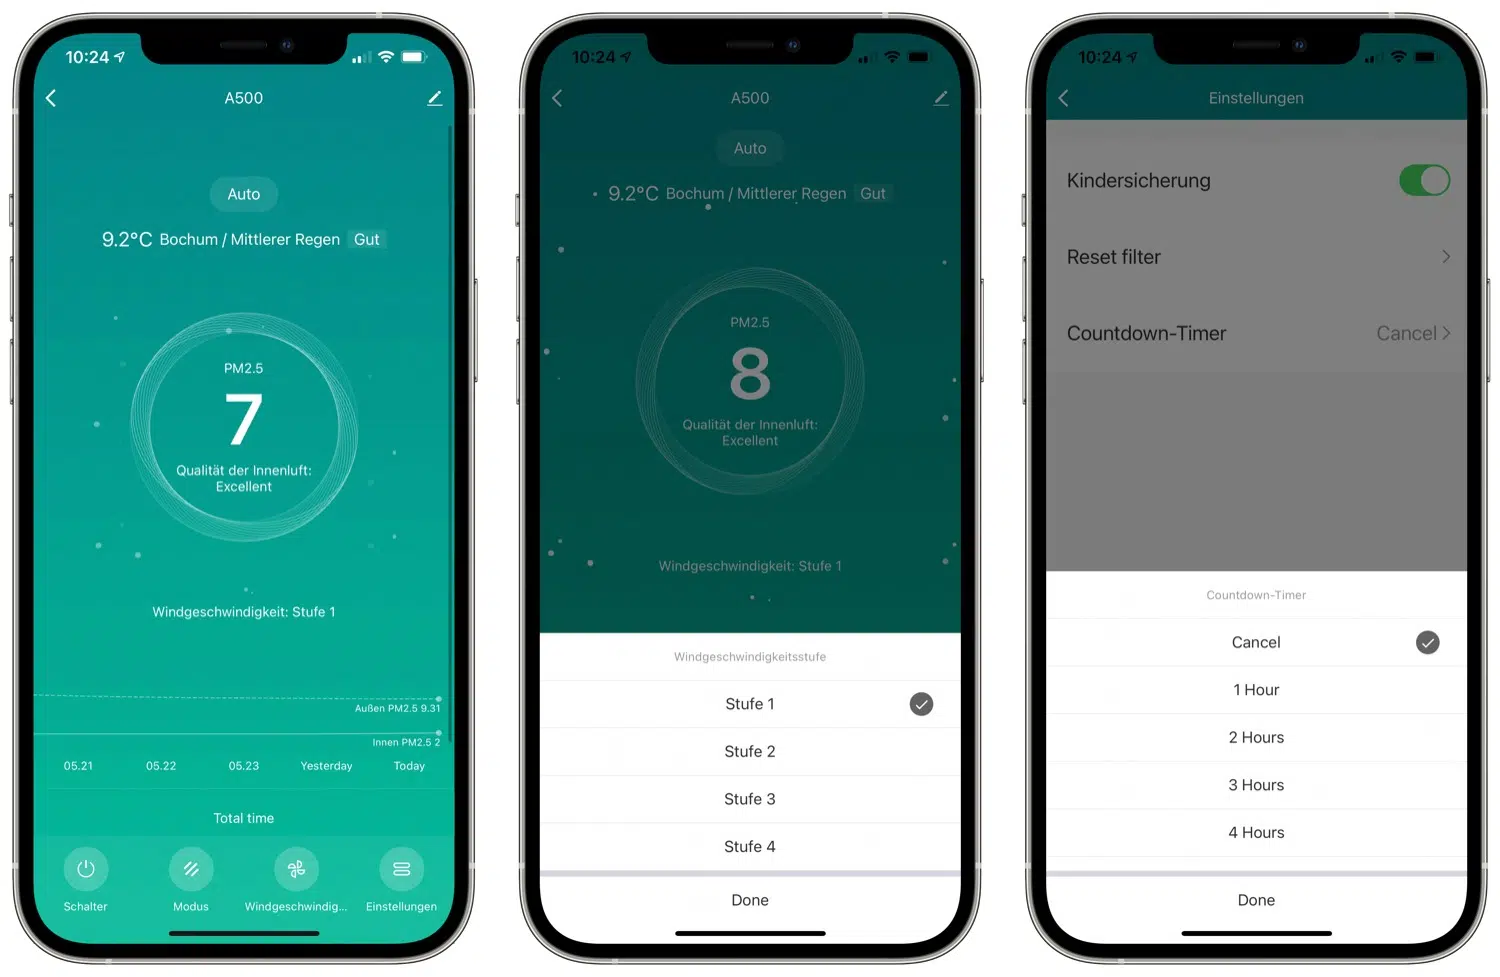 10:24
A500
Auto
9.2°C Bochum / Mittlerer Regen Gut
PM2.5
7
Qualität der Innenluft:
Excellent
Windgeschwindigkeit: Stufe 1
Außen PM2.5 9.31
Innen PM2.5 2
05.21 05.22 05.23 Yesterday Today
Total time
Schalter Modus Windgeschwindig... Einstellungen
10:24
A500
Auto
9.2°C Bochum / Mittlerer Regen Gut
PM2.5
8
Qualität der Innenluft:
Excellent
Windgeschwindigkeit: Stufe 1
Windgeschwindigkeitsstufe
Stufe 1
Stufe 2
Stufe 3
Stufe 4
Done
10:24
Einstellungen
Kindersicherung
Reset filter
Countdown-Timer Cancel
Countdown-Timer
Cancel
1 Hour
2 Hours
3 Hours
4 Hours
Done